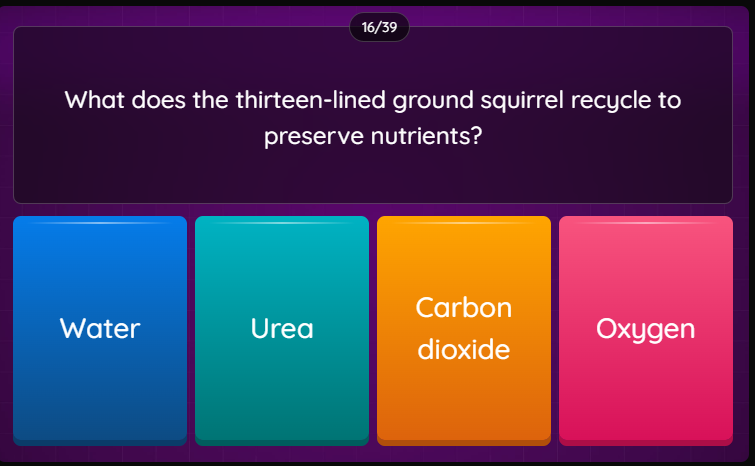 16/39
What does the thirteen-lined ground squirrel recycle to
preserve nutrients?
Water
Urea
Carbon
dioxide
Oxygen